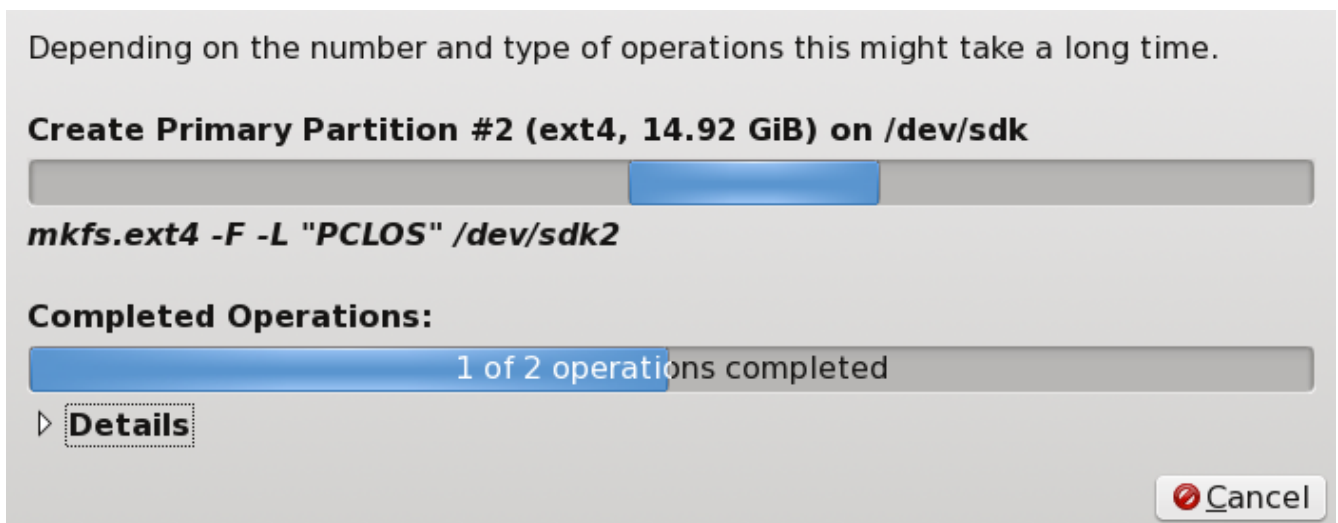 Depending on the number and type of operations this might take a long time.
Create Primary Partition #2 (ext4, 14.92 GiB) on /dev/sdk
mkfs.ext4 -F -L "PCLOS" /dev/sdk2
Completed Operations:
1 of 2 operations completed
Details
Cancel